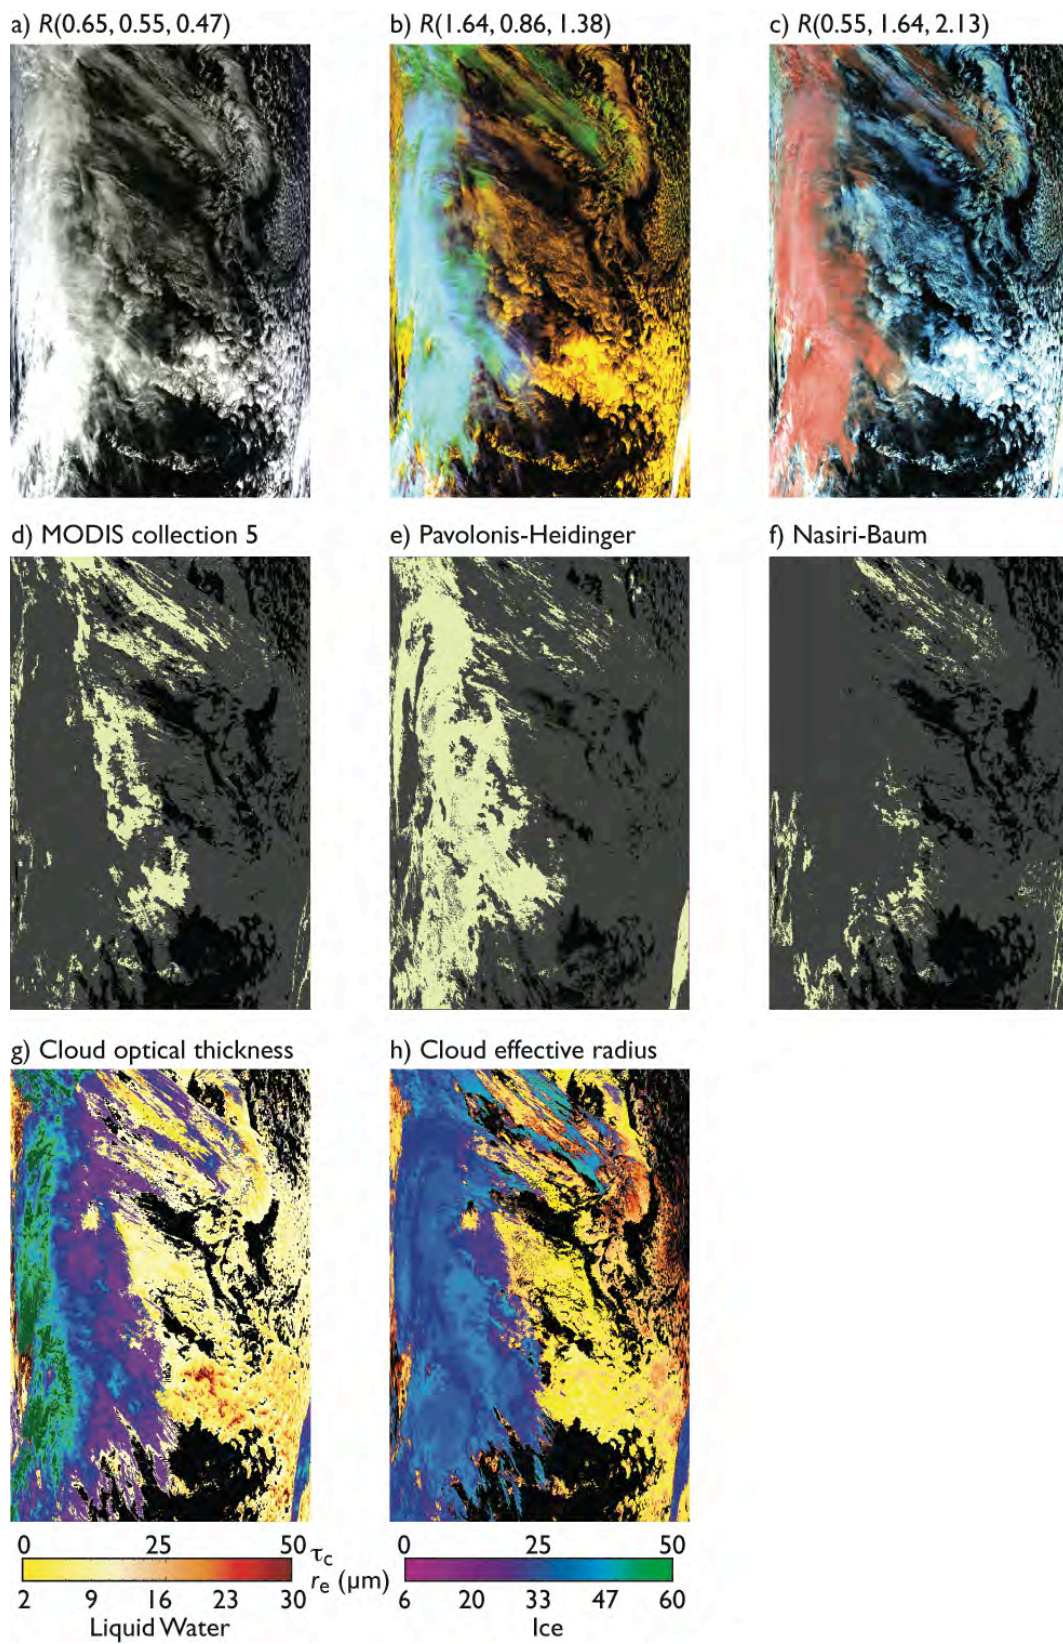 a) R(0.65, 0.55, 0.47)
b) R(1.64, 0.86, 1.38)
c) R(0.55, 1.64, 2.13)
d) MODIS collection 5
e) Pavolonis-Heidinger
f) Nasiri-Baum
g) Cloud optical thickness
h) Cloud effective radius
0 25 50 τc 0 25 50
2 9 16 23 30 re (μm) 6 20 33 47 60
Liquid Water Ice